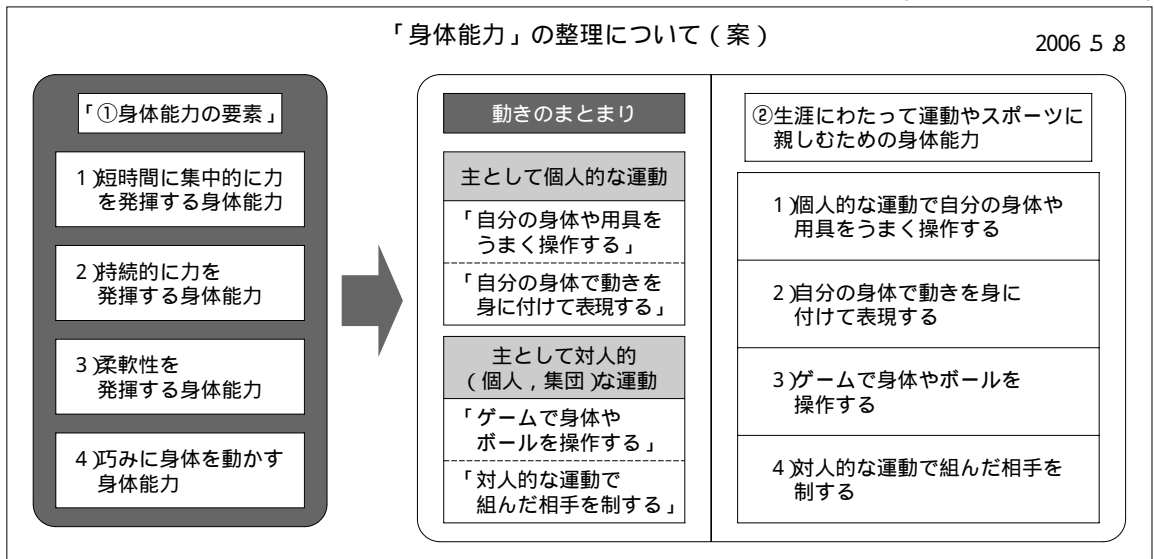 「身体能力」の整理について(案)
2006 5 8
「①身体能力の要素」
1)短時間に集中的に力
を発揮する身体能力
2)持続的に力を
発揮する身体能力
3)柔軟性を
発揮する身体能力
4)巧みに身体を動かす
身体能力
動きのまとまり
主として個人的な運動
「自分の身体や用具を
うまく操作する」
「自分の身体で動きを
身に付けて表現する」
主として対人的
(個人,集団)な運動
「ゲームで身体や
ボールを操作する」
「対人的な運動で
組んだ相手を制する」
②生涯にわたって運動やスポーツに
親しむための身体能力
1)個人的な運動で自分の身体や
用具をうまく操作する
2)自分の身体で動きを身に
付けて表現する
3)ゲームで身体やボールを
操作する
4)対人的な運動で組んだ相手を
制する